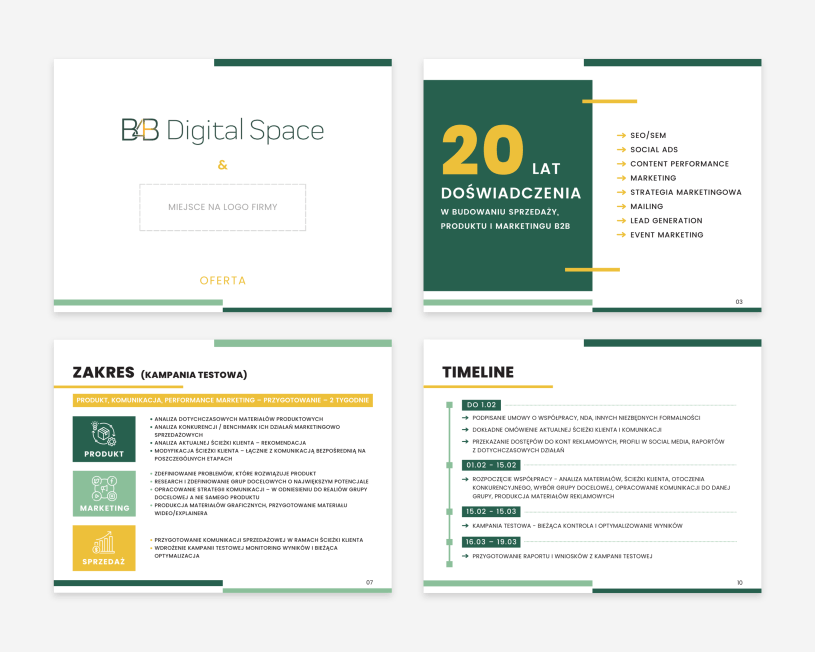 B4B Digital Space
&
MIEJSCE NA LOGO FIRMY
OFERTA
20 LAT
DOŚWIADCZENIA
W BUDOWANIU SPRZEDAŻY,
PRODUKTU I MARKETINGU B2B
→ SEO/SEM
→ SOCIAL ADS
→ CONTENT PERFORMANCE
→ MARKETING
→ STRATEGIA MARKETINGOWA
→ MAILING
→ LEAD GENERATION
→ EVENT MARKETING
03
ZAKRES (KAMPANIA TESTOWA)
PRODUKT, KOMUNIKACJA, PERFORMANCE MARKETING – PRZYGOTOWANIE – 2 TYGODNIE
PRODUKT
• ANALIZA DOTYCHCZASOWYCH MATERIAŁÓW PRODUKTOWYCH
• ANALIZA KONKURENCJI / BENCHMARK ICH DZIAŁAŃ MARKETINGOWO
SPRZEDAŻOWYCH
• ANALIZA AKTUALNEJ ŚCIEŻKI KLIENTA – REKOMENDACJA
• MODYFIKACJA ŚCIEŻKI KLIENTA – ŁĄCZNIE Z KOMUNIKACJĄ BEZPOŚREDNIĄ NA
POSZCZEGÓLNYCH ETAPACH
MARKETING
• ZDEFINIOWANIE PROBLEMÓW, KTÓRE ROZWIĄZUJE PRODUKT
• RESEARCH I ZDEFINIOWANIE GRUP DOCELOWYCH O NAJWIĘKSZYM POTENCJALE
• OPRACOWANIE STRATEGII KOMUNIKACJI – W ODNIESIENIU DO REALIÓW GRUPY
DOCELOWEJ A NIE SAMEGO PRODUKTU
• PRODUKCJA MATERIAŁÓW GRAFICZNYCH, PRZYGOTOWANIE MATERIAŁU
WIDEO/EXPLAINERA
SPRZEDAŻ
• PRZYGOTOWANIE KOMUNIKACJI SPRZEDAŻOWEJ W RAMACH ŚCIEŻKI KLIENTA
• WDROŻENIE KAMPANII TESTOWEJ MONITORING WYNIKÓW I BIEŻĄCA
OPTYMALIZACJA
07
TIMELINE
DO 1.02
→ PODPISANIE UMOWY O WSPÓŁPRACY, NDA, INNYCH NIEZBĘDNYCH FORMALNOŚCI
→ DOKŁADNE OMÓWIENIE AKTUALNEJ ŚCIEŻKI KLIENTA I KOMUNIKACJI
→ PRZEKAZANIE DOSTĘPÓW DO KONT REKLAMOWYCH, PROFILI W SOCIAL MEDIA, RAPORTÓW
Z DOTYCHCZASOWYCH DZIAŁAŃ
01.02 – 15.02
→ ROZPOCZĘCIE WSPÓŁPRACY - ANALIZA MATERIAŁÓW, ŚCIEŻKI KLIENTA, OTOCZENIA
KONKURENCYJNEGO, WYBÓR GRUPY DOCELOWEJ, OPRACOWANIE KOMUNIKACJI DO DANEJ
GRUPY, PRODUKCJA MATERIAŁÓW REKLAMOWYCH
15.02 – 15.03
→ KAMPANIA TESTOWA - BIEŻĄCA KONTROLA I OPTYMALIZOWANIE WYNIKÓW
16.03 – 19.03
→ PRZYGOTOWANIE RAPORTU I WNIOSKÓW Z KAMPANII TESTOWEJ
10